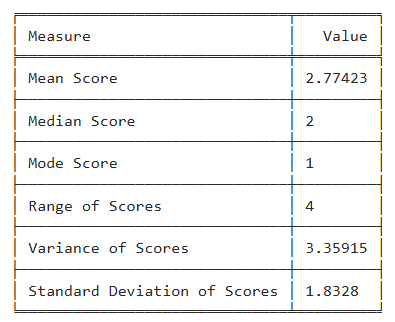 Measure Value
Mean Score 2.77423
Median Score 2
Mode Score 1
Range of Scores 4
Variance of Scores 3.35915
Standard Deviation of Scores 1.8328